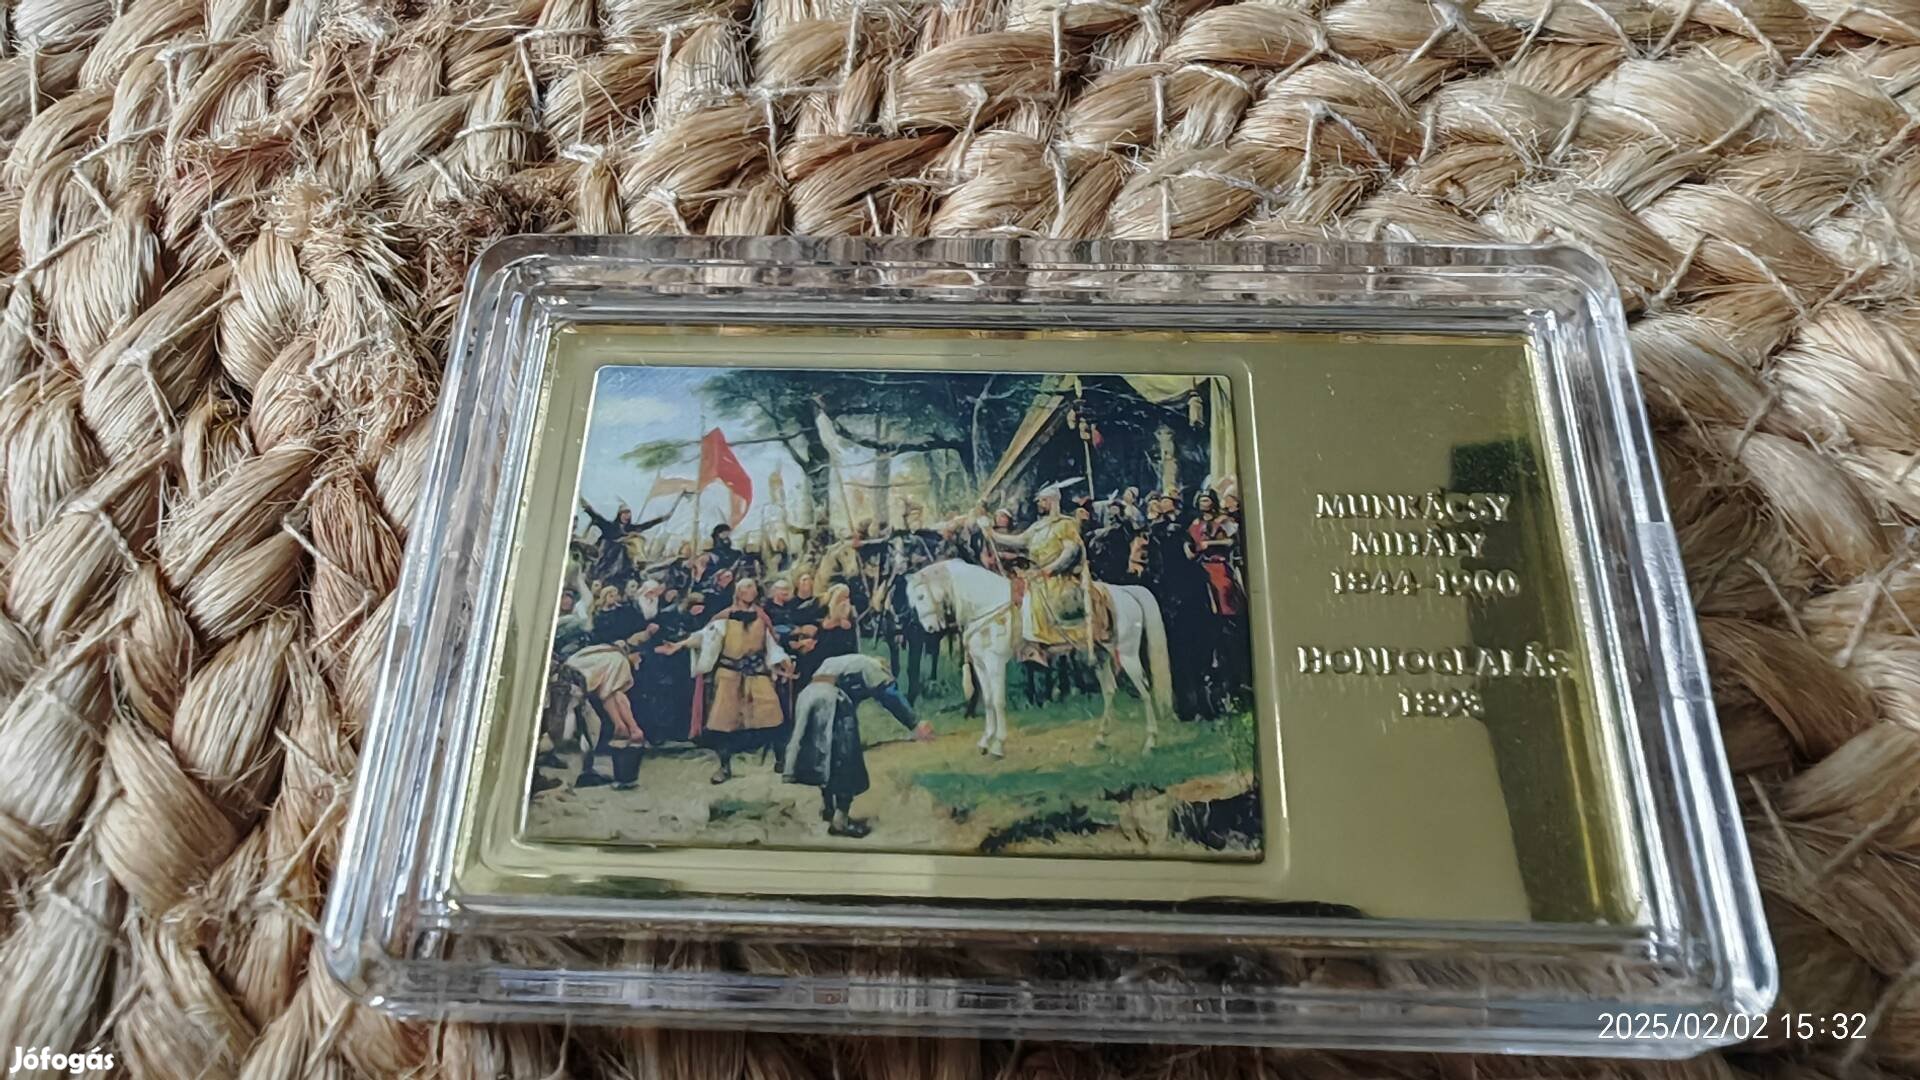 MUNKÁCSY
MIHÁLY
1844-1900
HONFOGLALÁS
1893
2025/02/02 15:32
Jófogás